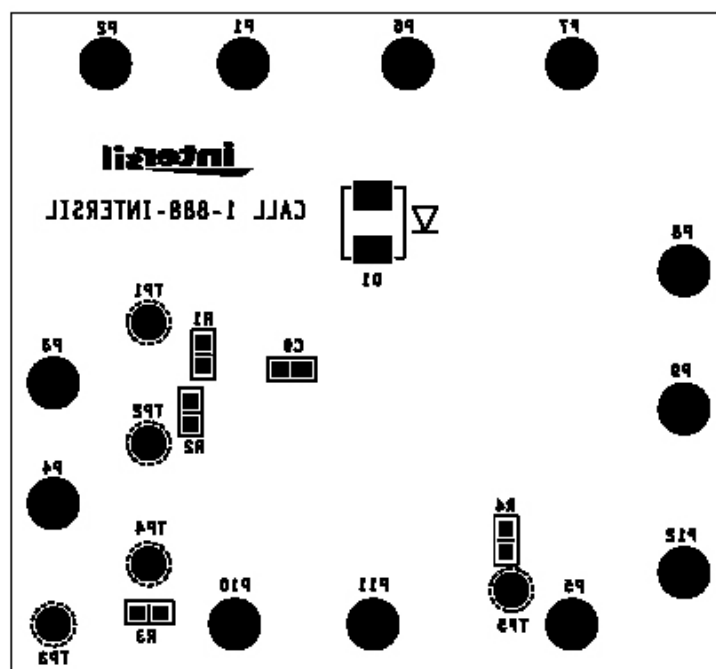 P2 P1 P6 P7
intersil
CALL 1-888-INTERSIL
P8
D1
TP1
R1
P3
C9
P9
TP2
R2
P4
R4
TP4
P12
P10 P11 P5
R3
TP5
TP3